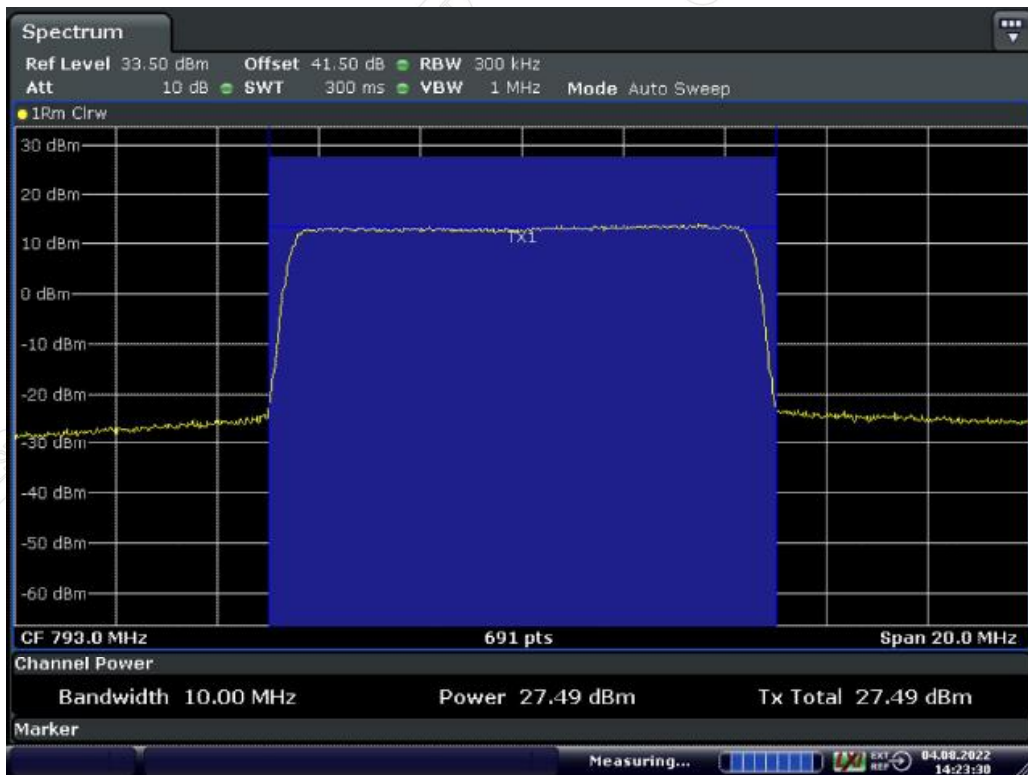 Spectrum
Ref Level 33.50 dBm Offset 41.50 dB RBW 300 kHz
Att 10 dB SWT 300 ms VBW 1 MHz Mode Auto Sweep
1Rm Clrw
30 dBm
20 dBm
10 dBm
TX1
0 dBm
-10 dBm
-20 dBm
-30 dBm
-40 dBm
-50 dBm
-60 dBm
CF 793.0 MHz 691 pts Span 20.0 MHz
Channel Power
Bandwidth 10.00 MHz Power 27.49 dBm Tx Total 27.49 dBm
Marker
Measuring... LXI EXT REF 04.08.2022
14:23:30